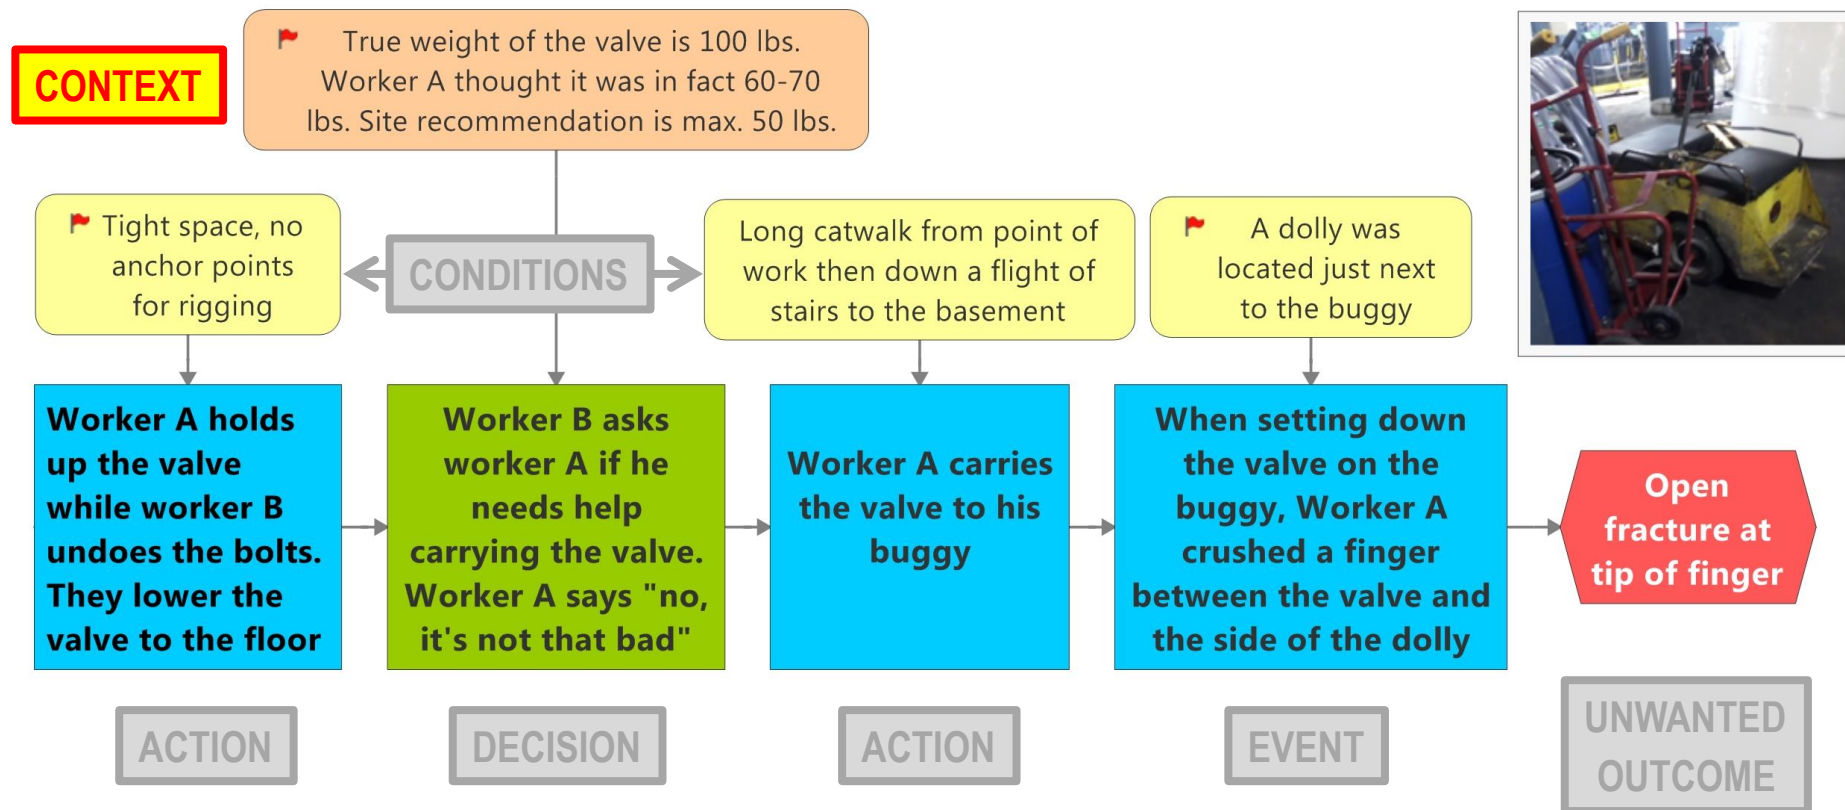 CONTEXT
True weight of the valve is 100 lbs.
Worker A thought it was in fact 60-70
lbs. Site recommendation is max. 50 lbs.
Tight space, no
anchor points
for rigging
CONDITIONS
Long catwalk from point of
work then down a flight of
stairs to the basement
A dolly was
located just next
to the buggy
Worker A holds
up the valve
while worker B
undoes the bolts.
They lower the
valve to the floor
Worker B asks
worker A if he
needs help
carrying the valve.
Worker A says "no,
it's not that bad"
Worker A carries
the valve to his
buggy
When setting down
the valve on the
buggy, Worker A
crushed a finger
between the valve and
the side of the dolly
Open
fracture at
tip of finger
ACTION
DECISION
ACTION
EVENT
UNWANTED
OUTCOME